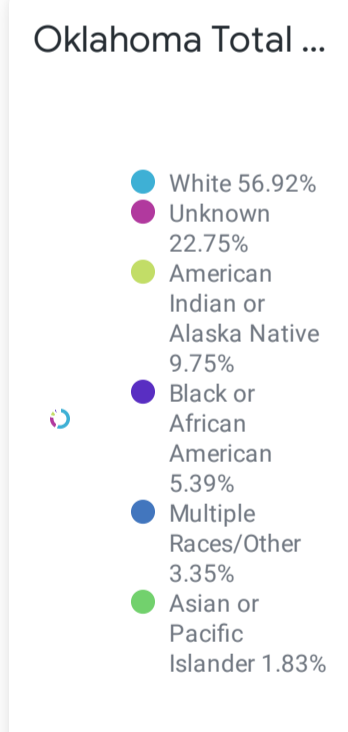 Oklahoma Total ...
White 56.92%
Unknown
22.75%
American
Indian or
Alaska Native
9.75%
Black or
African
American
5.39%
Multiple
Races/Other
3.35%
Asian or
Pacific
Islander 1.83%